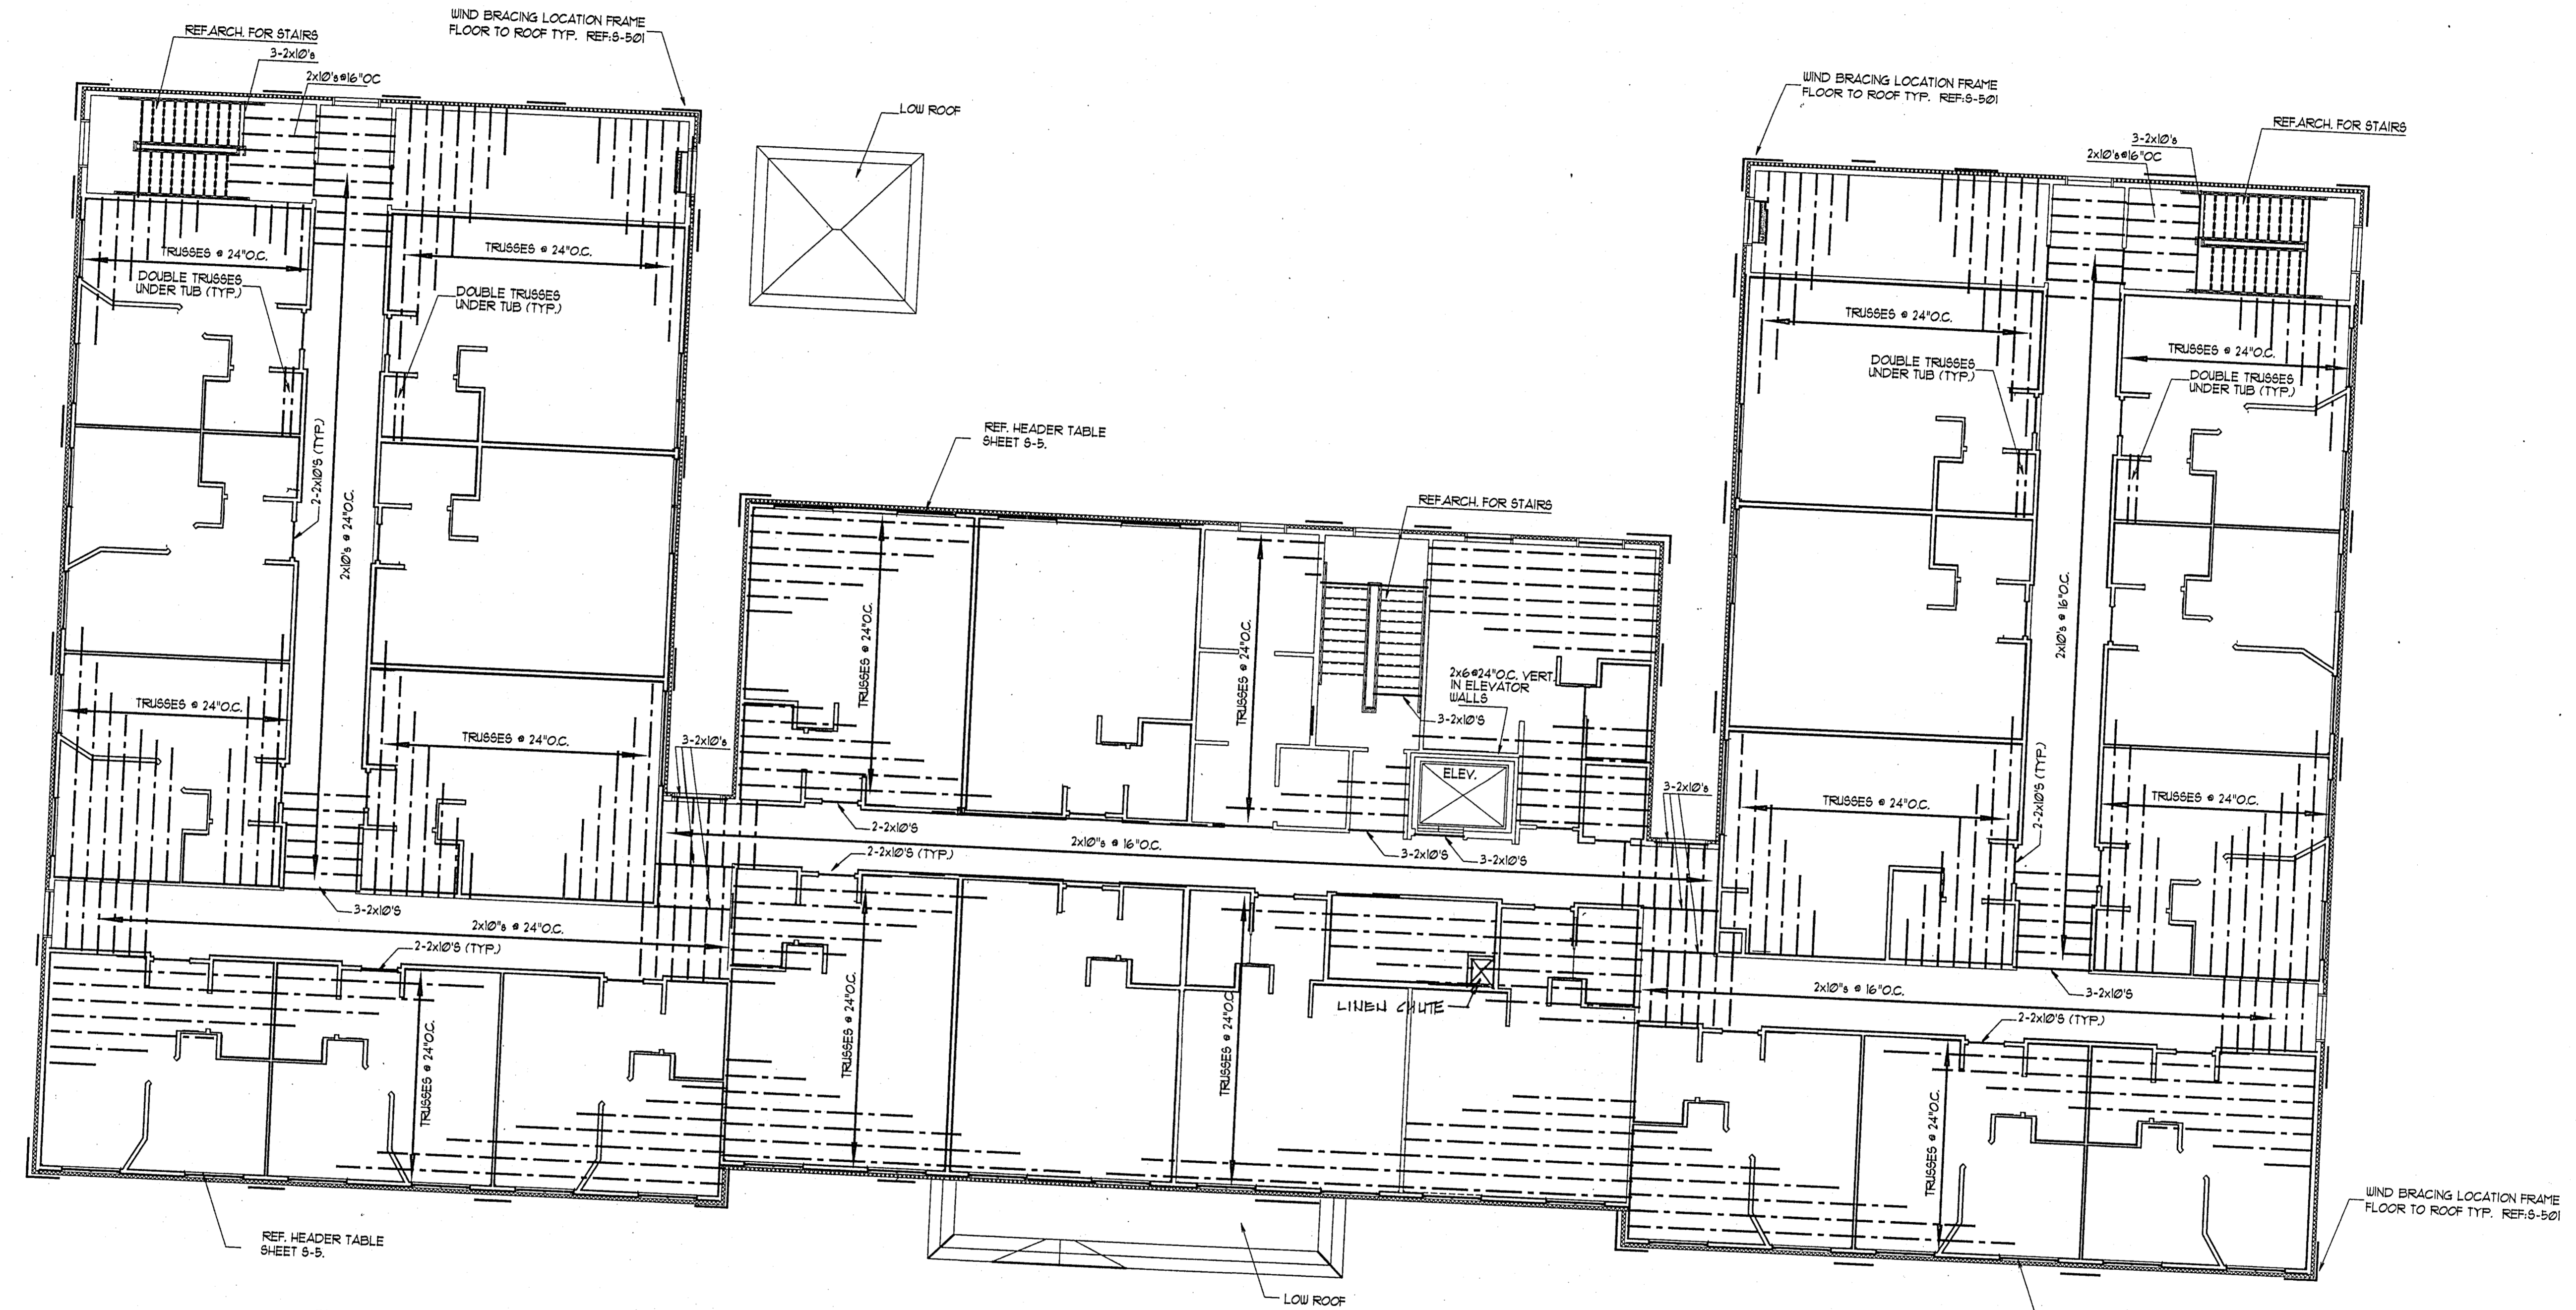 WIND BRACING LOCATION FRAME
FLOOR TO ROOF TYP. REF:S-501
REF.ARCH. FOR STAIRS
3-2x10's
2x10's@16"OC
LOW ROOF
WIND BRACING LOCATION FRAME
FLOOR TO ROOF TYP. REF:S-501
REF.ARCH. FOR STAIRS
3-2x10's
2x10's@16"OC
TRUSSES @ 24"O.C.
DOUBLE TRUSSES
UNDER TUB (TYP.)
TRUSSES @ 24"O.C.
DOUBLE TRUSSES
UNDER TUB (TYP.)
TRUSSES @ 24"O.C.
DOUBLE TRUSSES
UNDER TUB (TYP.)
TRUSSES @ 24"O.C.
DOUBLE TRUSSES
UNDER TUB (TYP.)
2-2x10'S (TYP.)
2x10's @ 24"O.C.
REF. HEADER TABLE
SHEET S-5.
REF.ARCH. FOR STAIRS
TRUSSES @ 24"O.C.
TRUSSES @ 24"O.C.
2x6@24"O.C. VERT.
IN ELEVATOR
WALLS
3-2x10'S
ELEV.
2x10's @ 16"O.C.
2-2x10'S (TYP)
TRUSSES @ 24"O.C.
TRUSSES @ 24"O.C.
3-2x10's
3-2x10's
TRUSSES @ 24"O.C.
TRUSSES @ 24"O.C.
2-2x10'S
2x10"s @ 16"O.C.
3-2x10'S
3-2x10'S
2-2x10'S (TYP.)
3-2x10'S
2x10"s @ 24"O.C.
2-2x10'S (TYP.)
TRUSSES @ 24"O.C.
TRUSSES @ 24"O.C.
TRUSSES @ 24"O.C.
LINEN CHUTE
2x10"s @ 16"O.C.
3-2x10'S
2-2x10'S (TYP.)
TRUSSES @ 24"O.C.
REF. HEADER TABLE
SHEET S-5.
LOW ROOF
WIND BRACING LOCATION FRAME
FLOOR TO ROOF TYP. REF:S-501